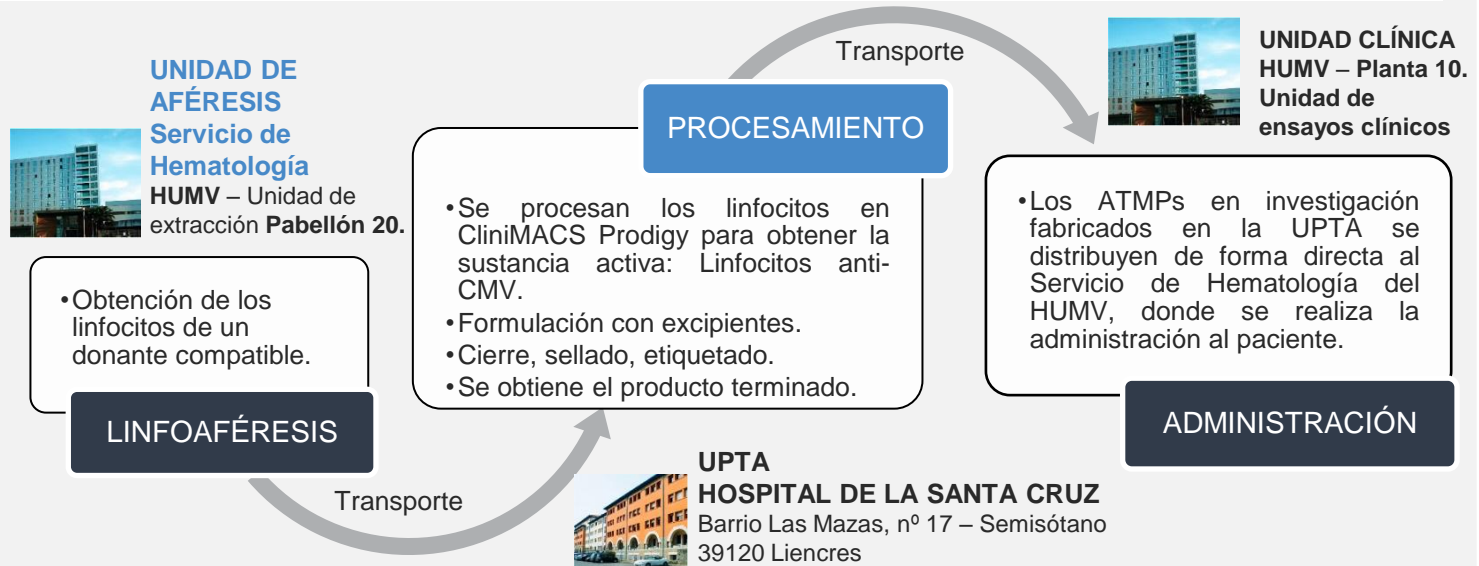 UNIDAD DE
AFÉRESIS
Servicio de
Hematología
HUMV – Unidad de
extracción Pabellón 20.
•Obtención de los
linfocitos de un
donante compatible.
LINFOAFÉRESIS
Transporte
PROCESAMIENTO
•Se procesan los linfocitos en
CliniMACS Prodigy para obtener la
sustancia activa: Linfocitos anti-
CMV.
•Formulación con excipientes.
•Cierre, sellado, etiquetado.
•Se obtiene el producto terminado.
UPTA
HOSPITAL DE LA SANTA CRUZ
Barrio Las Mazas, nº 17 – Semisótano
39120 Liencres
Transporte
UNIDAD CLÍNICA
HUMV – Planta 10.
Unidad de
ensayos clínicos
•Los ATMPs en investigación
fabricados en la UPTA se
distribuyen de forma directa al
Servicio de Hematología del
HUMV, donde se realiza la
administración al paciente.
ADMINISTRACIÓN